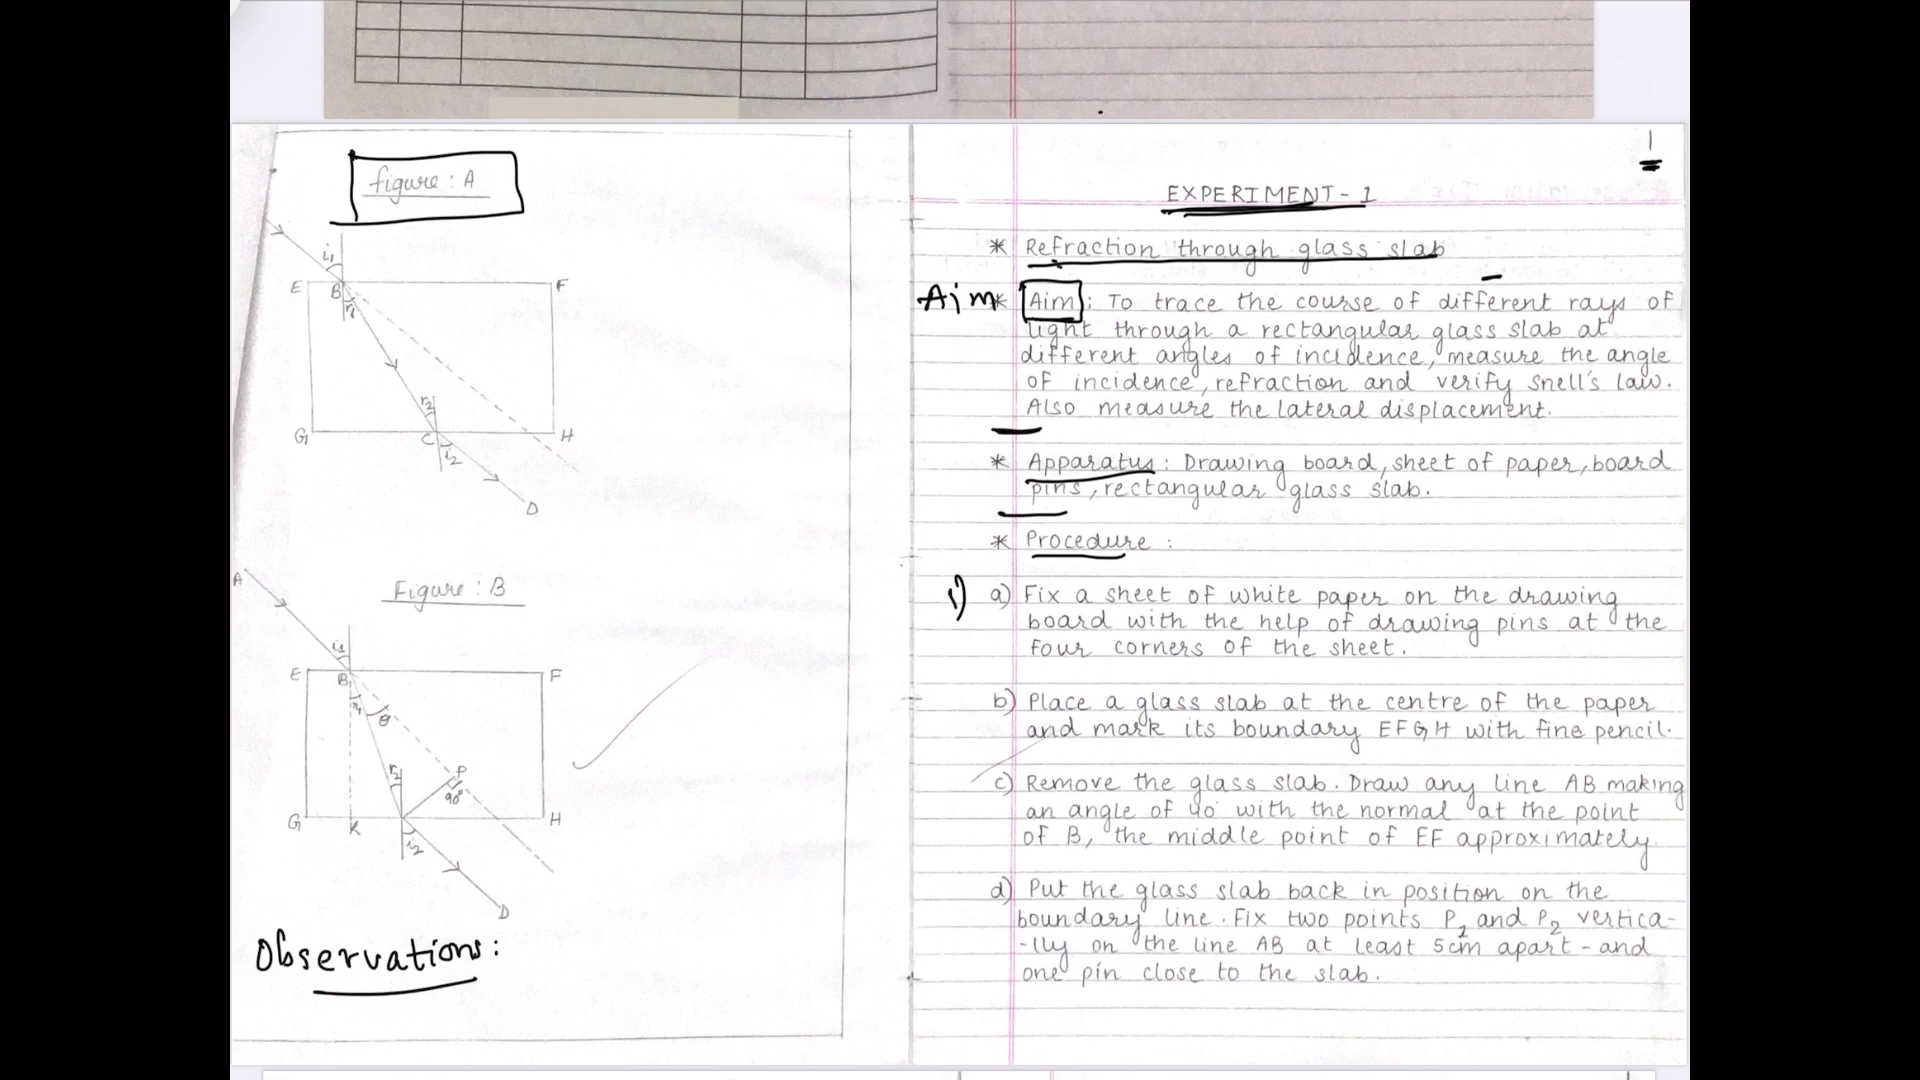 figure : A
i1
E
B
F
r1
r2
G
C
H
i2
D
Figure : B
A
i1
E
B
F
r1
θ
r2
P
90°
G
K
H
i2
D
Observations:
1
EXPERIMENT - 1
* Refraction through glass slab
Aim * Aim : To trace the course of different rays of
light through a rectangular glass slab at
different angles of incidence, measure the angle
of incidence, refraction and verify snell's law.
Also measure the lateral displacement.
* Apparatus : Drawing board, sheet of paper, board
pins, rectangular glass slab.
* Procedure :
1) a) Fix a sheet of white paper on the drawing
board with the help of drawing pins at the
four corners of the sheet.
b) Place a glass slab at the centre of the paper
and mark its boundary EFGH with fine pencil.
c) Remove the glass slab. Draw any line AB making
an angle of 40° with the normal at the point
of B, the middle point of EF approximately.
d) Put the glass slab back in position on the
boundary line. Fix two points P2 and P2 vertica-
-lly on the line AB at least 5cm apart - and
one pin close to the slab.